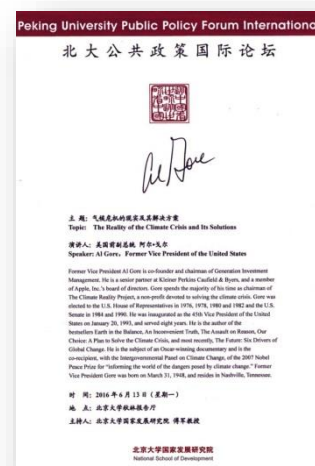 Peking University Public Policy Forum International
北大公共政策国际论坛
Al Gore
主 题: 气候危机的现实及其解决方案
Topic: The Reality of the Climate Crisis and Its Solutions
演讲人: 美国前副总统 阿尔·戈尔
Speaker: Al Gore, Former Vice President of the United States
Former Vice President Al Gore is co-founder and chairman of Generation Investment
Management. He is a senior partner at Kleiner Perkins Caufield & Byers, and a member
of Apple, Inc.'s board of directors. Gore spends the majority of his time as chairman of
The Climate Reality Project, a non-profit devoted to solving the climate crisis. Gore was
elected to the U.S. House of Representatives in 1976, 1978, 1980 and 1982 and the U.S.
Senate in 1984 and 1990. He was inaugurated as the 45th Vice President of the United
States on January 20, 1993, and served eight years. He is the author of the
bestsellers Earth in the Balance, An Inconvenient Truth, The Assault on Reason, Our
Choice: A Plan to Solve the Climate Crisis, and most recently, The Future: Six Drivers of
Global Change. He is the subject of an Oscar-winning documentary and is the
co-recipient, with the Intergovernmental Panel on Climate Change, of the 2007 Nobel
Peace Prize for "informing the world of the dangers posed by climate change." Former
Vice President Gore was born on March 31, 1948, and resides in Nashville, Tennessee.
时 间: 2016年6月13日 (星期一)
地 点: 北京大学秋林报告厅
主持人: 北京大学国家发展研究院 傅军教授
北京大学国家发展研究院
National School of Development